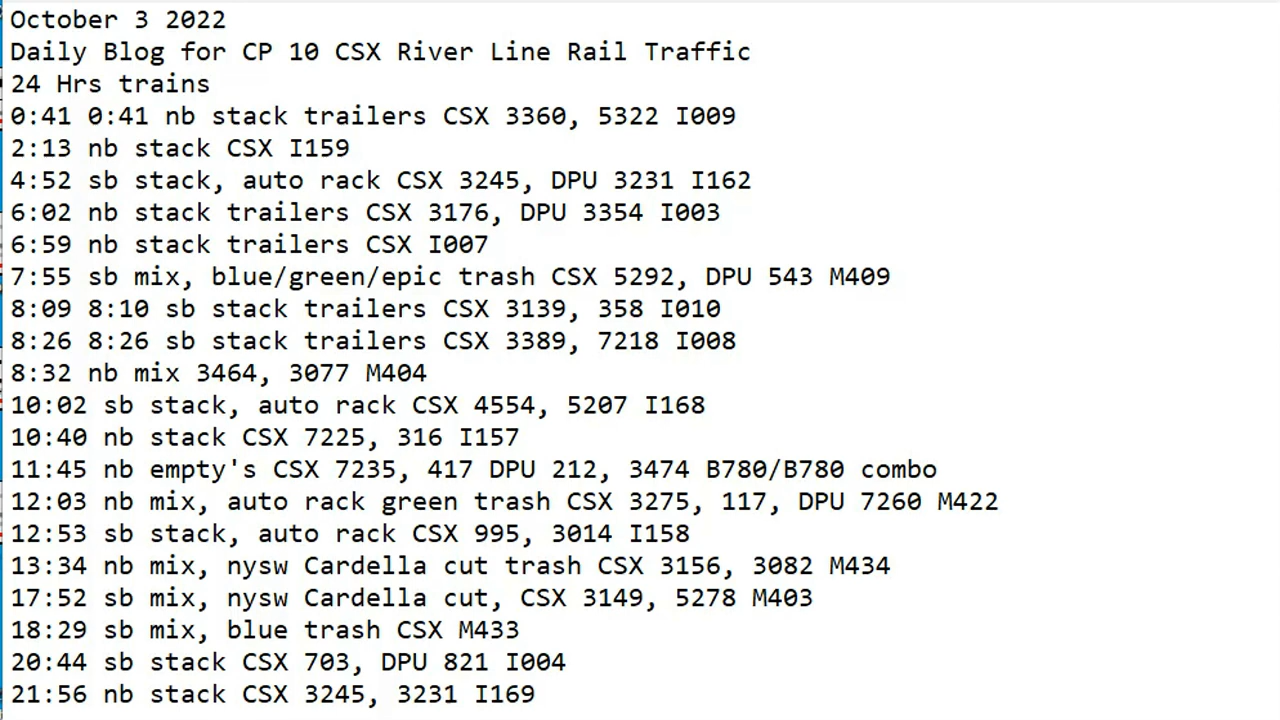 October 3 2022
Daily Blog for CP 10 CSX River Line Rail Traffic
24 Hrs trains
0:41 0:41 nb stack trailers CSX 3360, 5322 I009
2:13 nb stack CSX I159
4:52 sb stack, auto rack CSX 3245, DPU 3231 I162
6:02 nb stack trailers CSX 3176, DPU 3354 I003
6:59 nb stack trailers CSX I007
7:55 sb mix, blue/green/epic trash CSX 5292, DPU 543 M409
8:09 8:10 sb stack trailers CSX 3139, 358 I010
8:26 8:26 sb stack trailers CSX 3389, 7218 I008
8:32 nb mix 3464, 3077 M404
10:02 sb stack, auto rack CSX 4554, 5207 I168
10:40 nb stack CSX 7225, 316 I157
11:45 nb empty's CSX 7235, 417 DPU 212, 3474 B780/B780 combo
12:03 nb mix, auto rack green trash CSX 3275, 117, DPU 7260 M422
12:53 sb stack, auto rack CSX 995, 3014 I158
13:34 nb mix, nysw Cardella cut trash CSX 3156, 3082 M434
17:52 sb mix, nysw Cardella cut, CSX 3149, 5278 M403
18:29 sb mix, blue trash CSX M433
20:44 sb stack CSX 703, DPU 821 I004
21:56 nb stack CSX 3245, 3231 I169